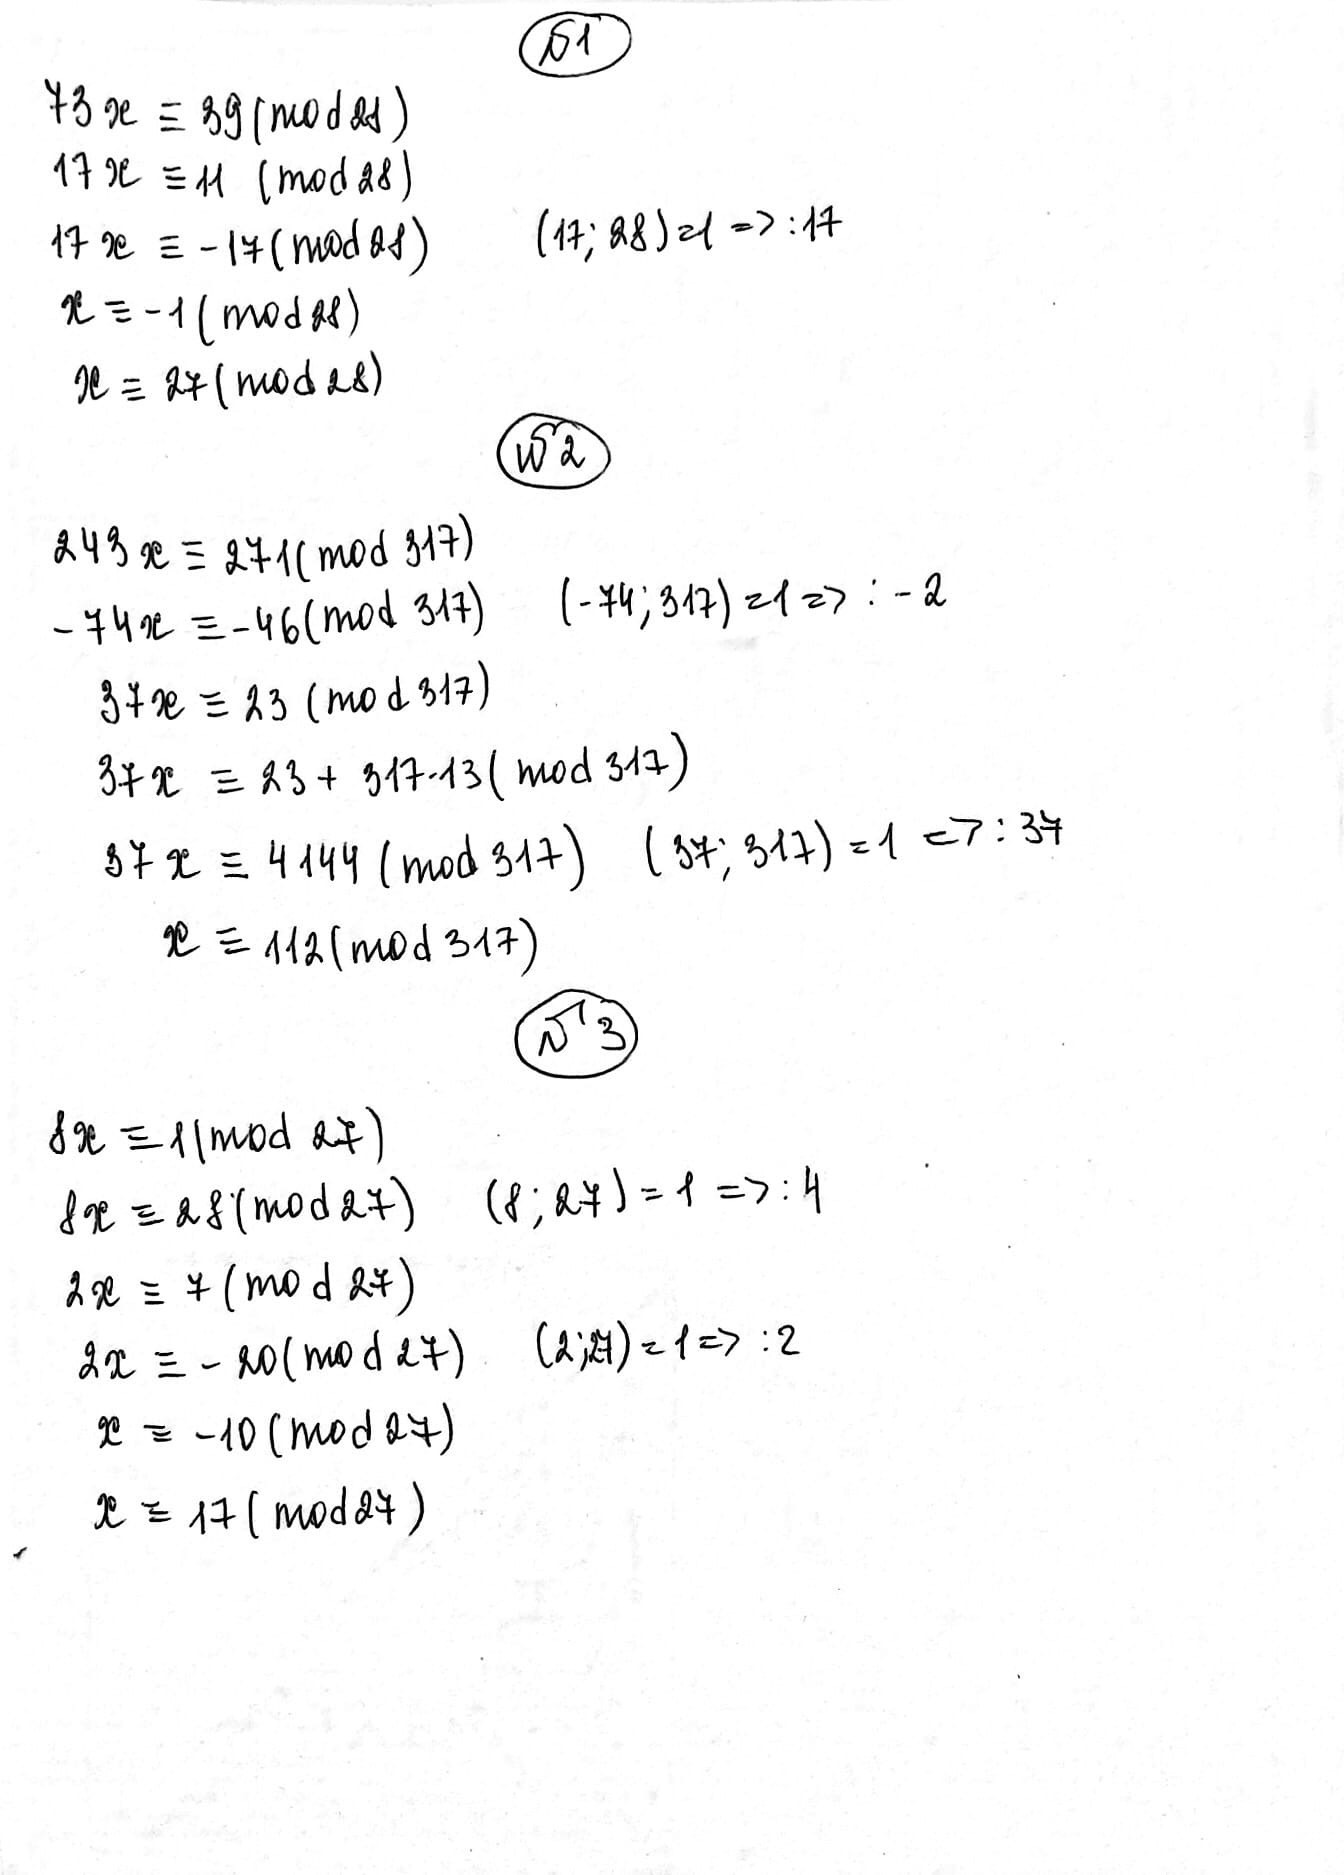 №1
73x ≡ 39 (mod 28)
17x ≡ 11 (mod 28)
17x ≡ -17 (mod 28) (17; 28) = 1 => :17
x ≡ -1 (mod 28)
x ≡ 27 (mod 28)
№2
243x ≡ 271 (mod 317)
-74x ≡ -46 (mod 317) (-74; 317) = 1 => : -2
37x ≡ 23 (mod 317)
37x ≡ 23 + 317·13 (mod 317)
37x ≡ 4144 (mod 317) (37; 317) = 1 => :37
x ≡ 112 (mod 317)
№3
8x ≡ 1 (mod 27)
8x ≡ 28 (mod 27) (8; 27) = 1 => :4
2x ≡ 7 (mod 27)
2x ≡ -20 (mod 27) (2; 27) = 1 => :2
x ≡ -10 (mod 27)
x ≡ 17 (mod 27)